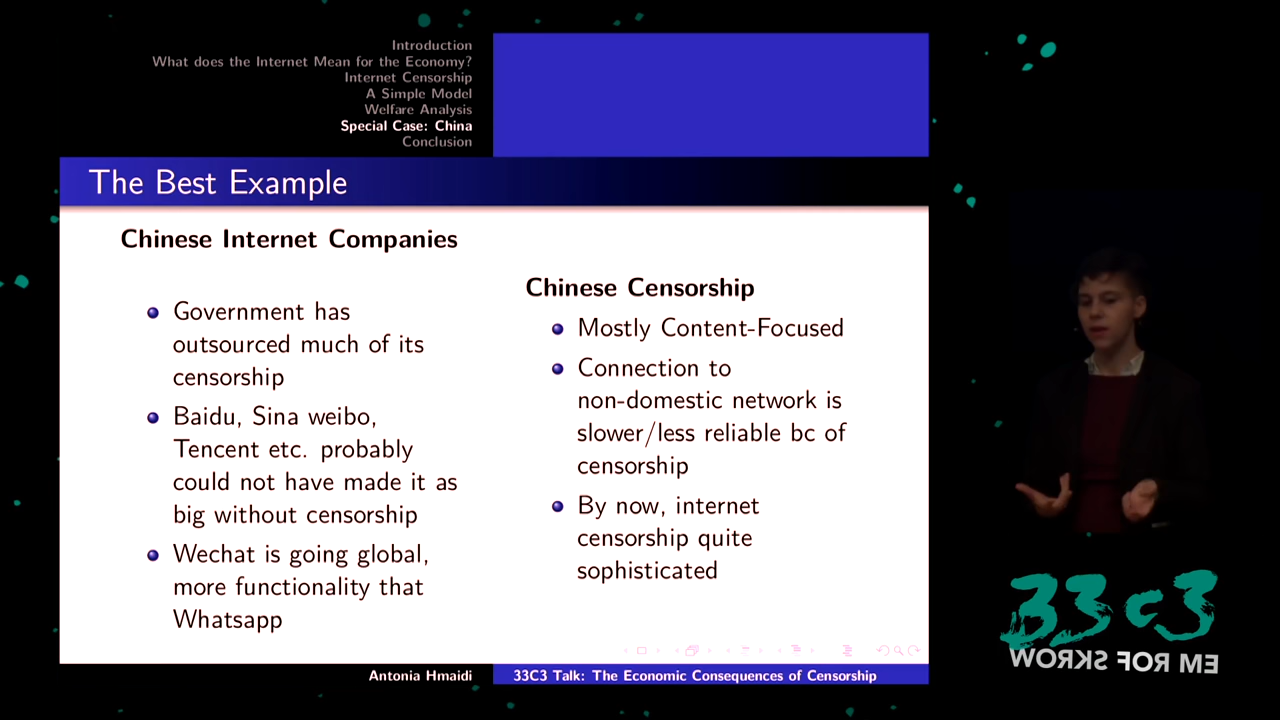 Introduction
What does the Internet Mean for the Economy?
Internet Censorship
A Simple Model
Welfare Analysis
Special Case: China
Conclusion
The Best Example
Chinese Internet Companies
Government has
outsourced much of its
censorship
Baidu, Sina weibo,
Tencent etc. probably
could not have made it as
big without censorship
Wechat is going global,
more functionality that
Whatsapp
Chinese Censorship
Mostly Content-Focused
Connection to
non-domestic network is
slower/less reliable bc of
censorship
By now, internet
censorship quite
sophisticated
Antonia Hmaidi
33C3 Talk: The Economic Consequences of Censorship
33c3
WORKS FOR ME